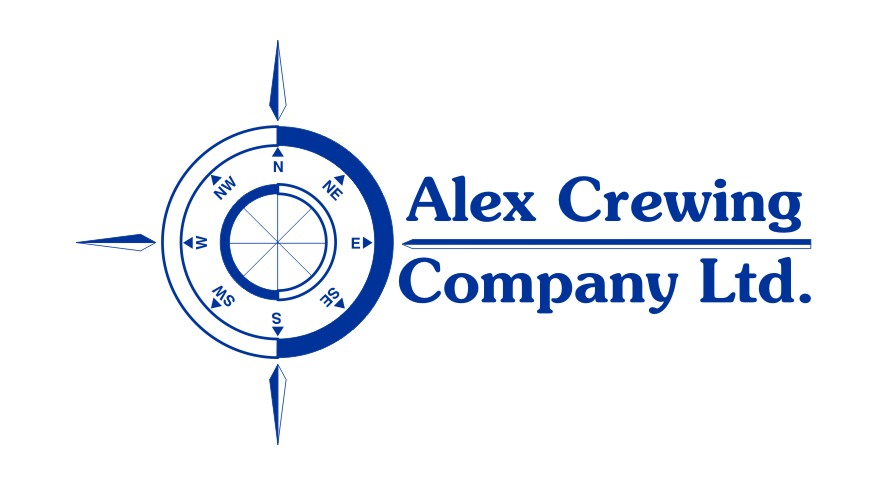 N
NE
E
SE
S
SW
W
NW
Alex Crewing
Company Ltd.